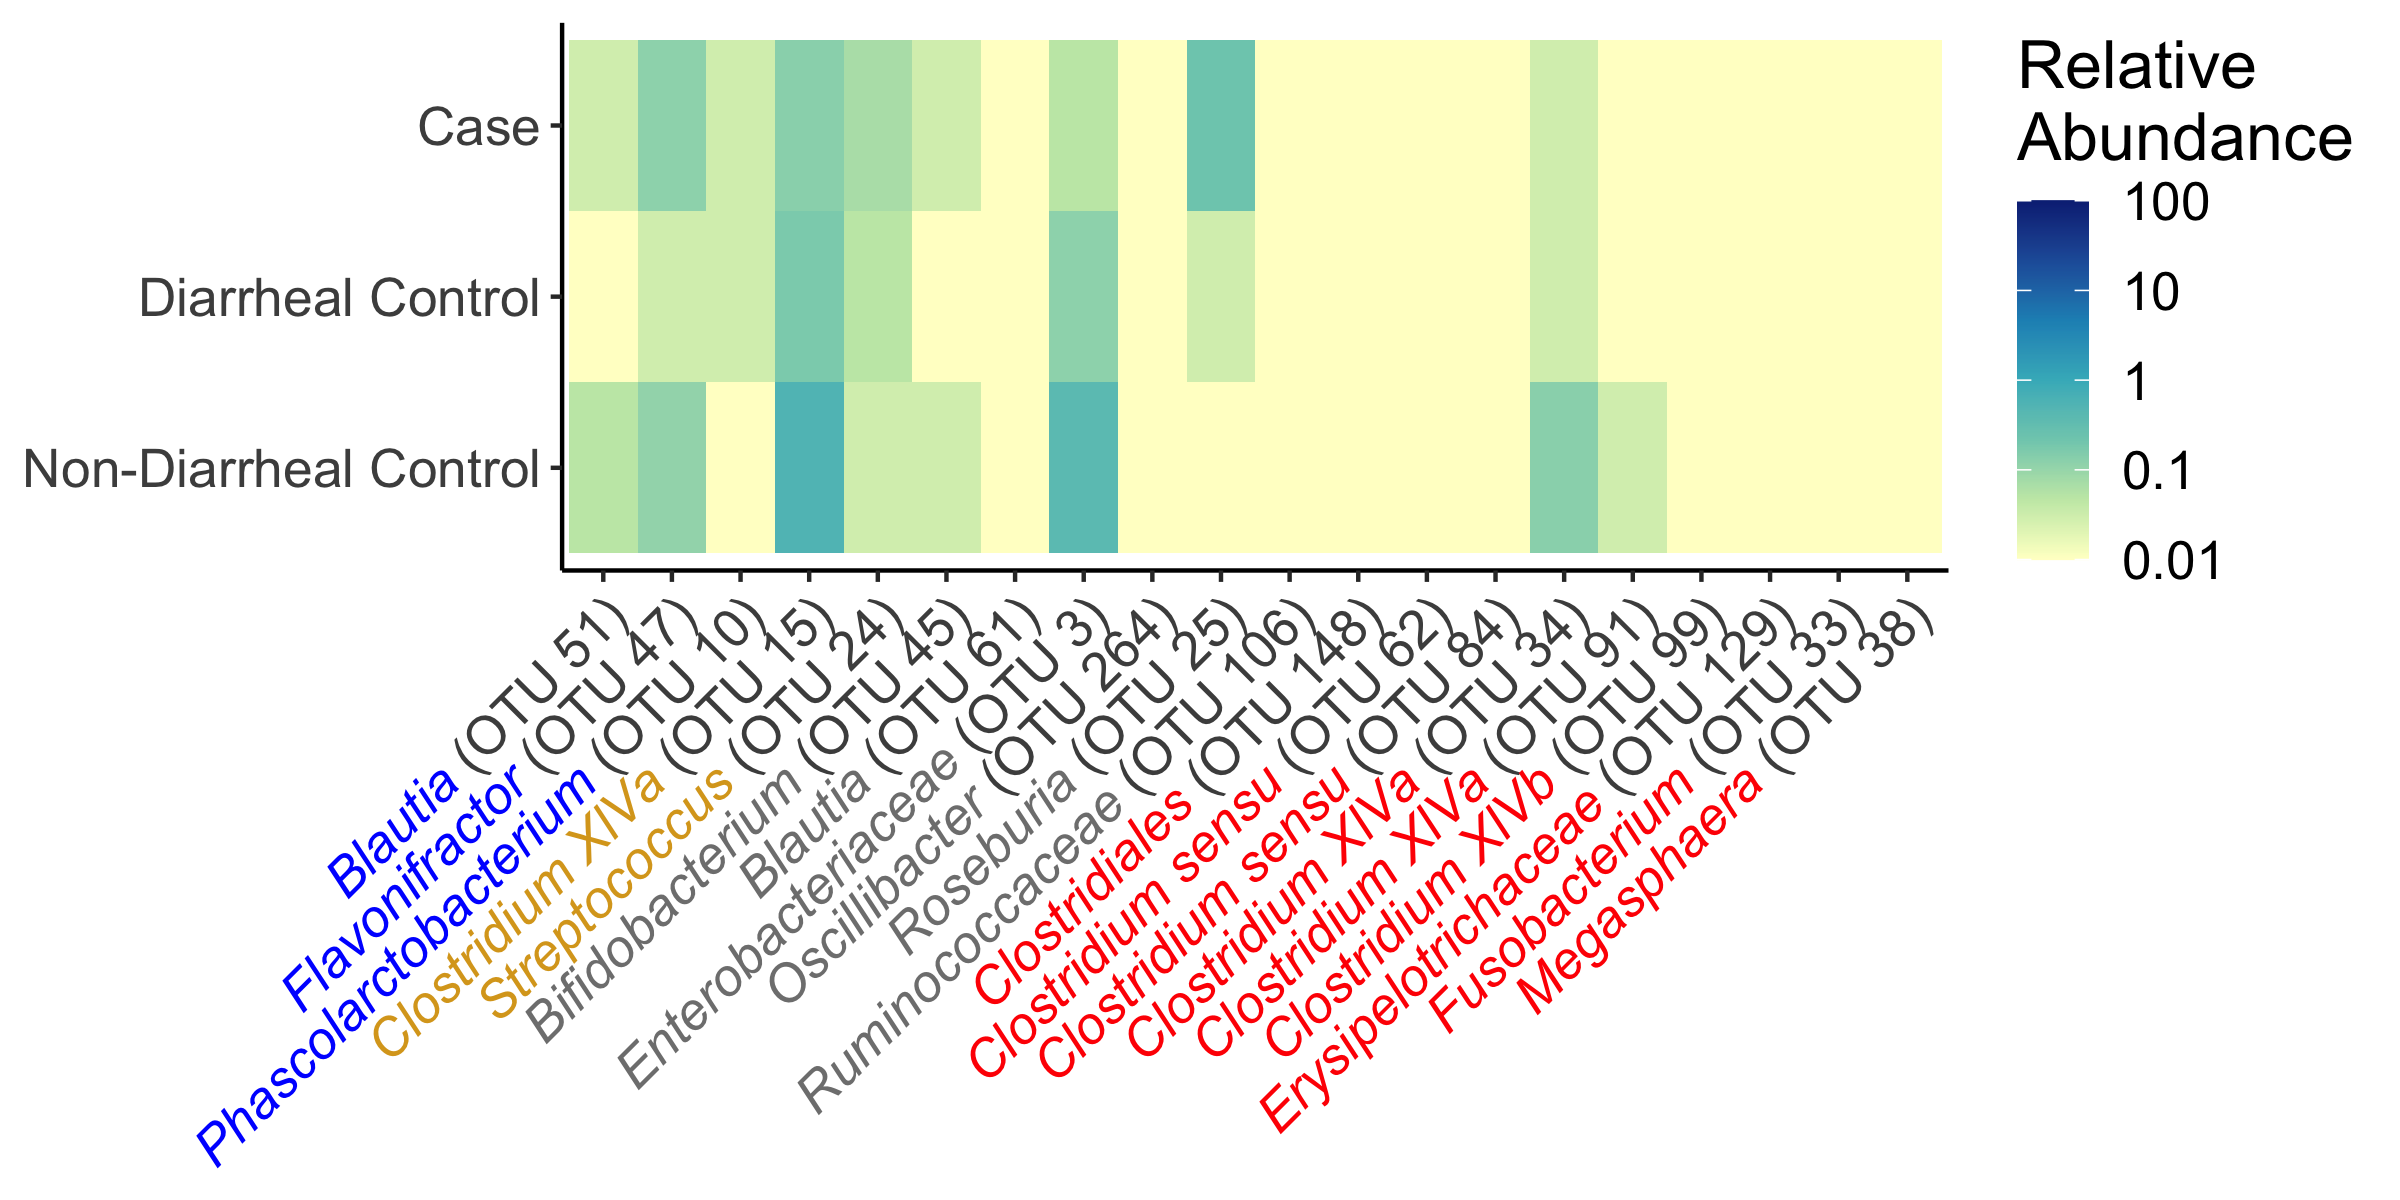 Case
Diarrheal Control
Non-Diarrheal Control
Blautia (OTU 51)
Flavonifractor (OTU 47)
Phascolarctobacterium (OTU 10)
Clostridium XIVa (OTU 15)
Streptococcus (OTU 24)
Bifidobacterium (OTU 45)
Blautia (OTU 61)
Enterobacteriaceae (OTU 3)
Oscillibacter (OTU 264)
Roseburia (OTU 25)
Ruminococcaceae (OTU 106)
Clostridiales (OTU 148)
Clostridium sensu (OTU 62)
Clostridium sensu (OTU 84)
Clostridium XIVa (OTU 34)
Clostridium XIVa (OTU 91)
Clostridium XIVb (OTU 99)
Erysipelotrichaceae (OTU 129)
Fusobacterium (OTU 33)
Megasphaera (OTU 38)
Relative
Abundance
100
10
1
0.1
0.01